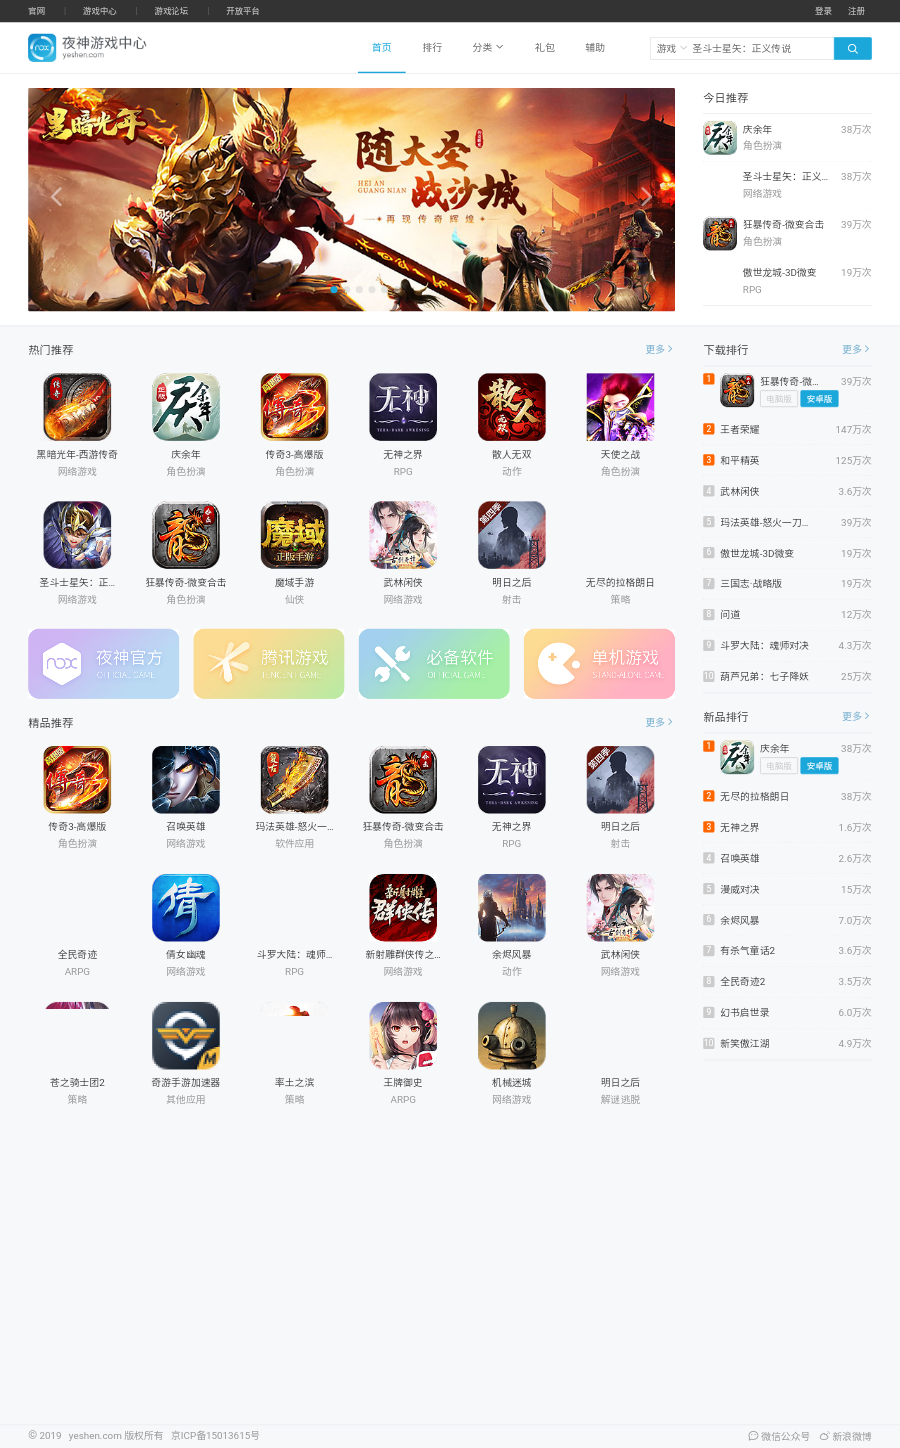 官网 | 游戏中心 | 游戏论坛 | 开放平台 登录 注册
夜神游戏中心
yeshen.com
首页 排行 分类 礼包 辅助
游戏 圣斗士星矢：正义传说
黑暗光年
随大圣
战沙城
HEI AN
GUANG NIAN
再现传奇辉煌
今日推荐
庆余年 38万次
角色扮演
圣斗士星矢：正义... 38万次
网络游戏
狂暴传奇-微变合击 39万次
角色扮演
傲世龙城-3D微变 19万次
RPG
热门推荐 更多
黑暗光年-西游传奇 庆余年 传奇3-高爆版 无神之界 散人无双 天使之战
网络游戏 角色扮演 角色扮演 RPG 动作 角色扮演
圣斗士星矢：正... 狂暴传奇-微变合击 魔域手游 武林闲侠 明日之后 无尽的拉格朗日
网络游戏 角色扮演 仙侠 网络游戏 射击 策略
夜神官方 腾讯游戏 必备软件 单机游戏
OFFICIAL GAME TENCENT GAME OFFICIAL GAME STAND-ALONE GAME
精品推荐 更多
传奇3-高爆版 召唤英雄 玛法英雄-怒火一... 狂暴传奇-微变合击 无神之界 明日之后
角色扮演 网络游戏 软件应用 角色扮演 RPG 射击
全民奇迹 倩女幽魂 斗罗大陆：魂师... 新射雕群侠传之... 余烬风暴 武林闲侠
ARPG 网络游戏 RPG 网络游戏 动作 网络游戏
苍之骑士团2 奇游手游加速器 率土之滨 王牌御史 机械迷城 明日之后
策略 其他应用 策略 ARPG 网络游戏 解谜逃脱
下载排行 更多
1 狂暴传奇-微... 39万次
电脑版 安卓版
2 王者荣耀 147万次
3 和平精英 125万次
4 武林闲侠 3.6万次
5 玛法英雄-怒火一刀... 39万次
6 傲世龙城-3D微变 19万次
7 三国志·战略版 19万次
8 问道 12万次
9 斗罗大陆：魂师对决 4.3万次
10 葫芦兄弟：七子降妖 25万次
新品排行 更多
1 庆余年 38万次
电脑版 安卓版
2 无尽的拉格朗日 38万次
3 无神之界 1.6万次
4 召唤英雄 2.6万次
5 漫威对决 15万次
6 余烬风暴 7.0万次
7 有杀气童话2 3.6万次
8 全民奇迹2 3.5万次
9 幻书启世录 6.0万次
10 新笑傲江湖 4.9万次
© 2019 yeshen.com 版权所有 京ICP备15013615号 微信公众号 新浪微博